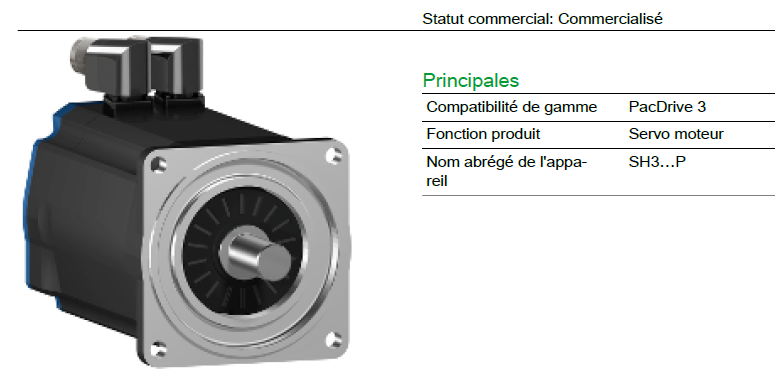 Statut commercial: Commercialisé
Principales
Compatibilité de gamme PacDrive 3
Fonction produit Servo moteur
Nom abrégé de l'appa- SH3...P
reil